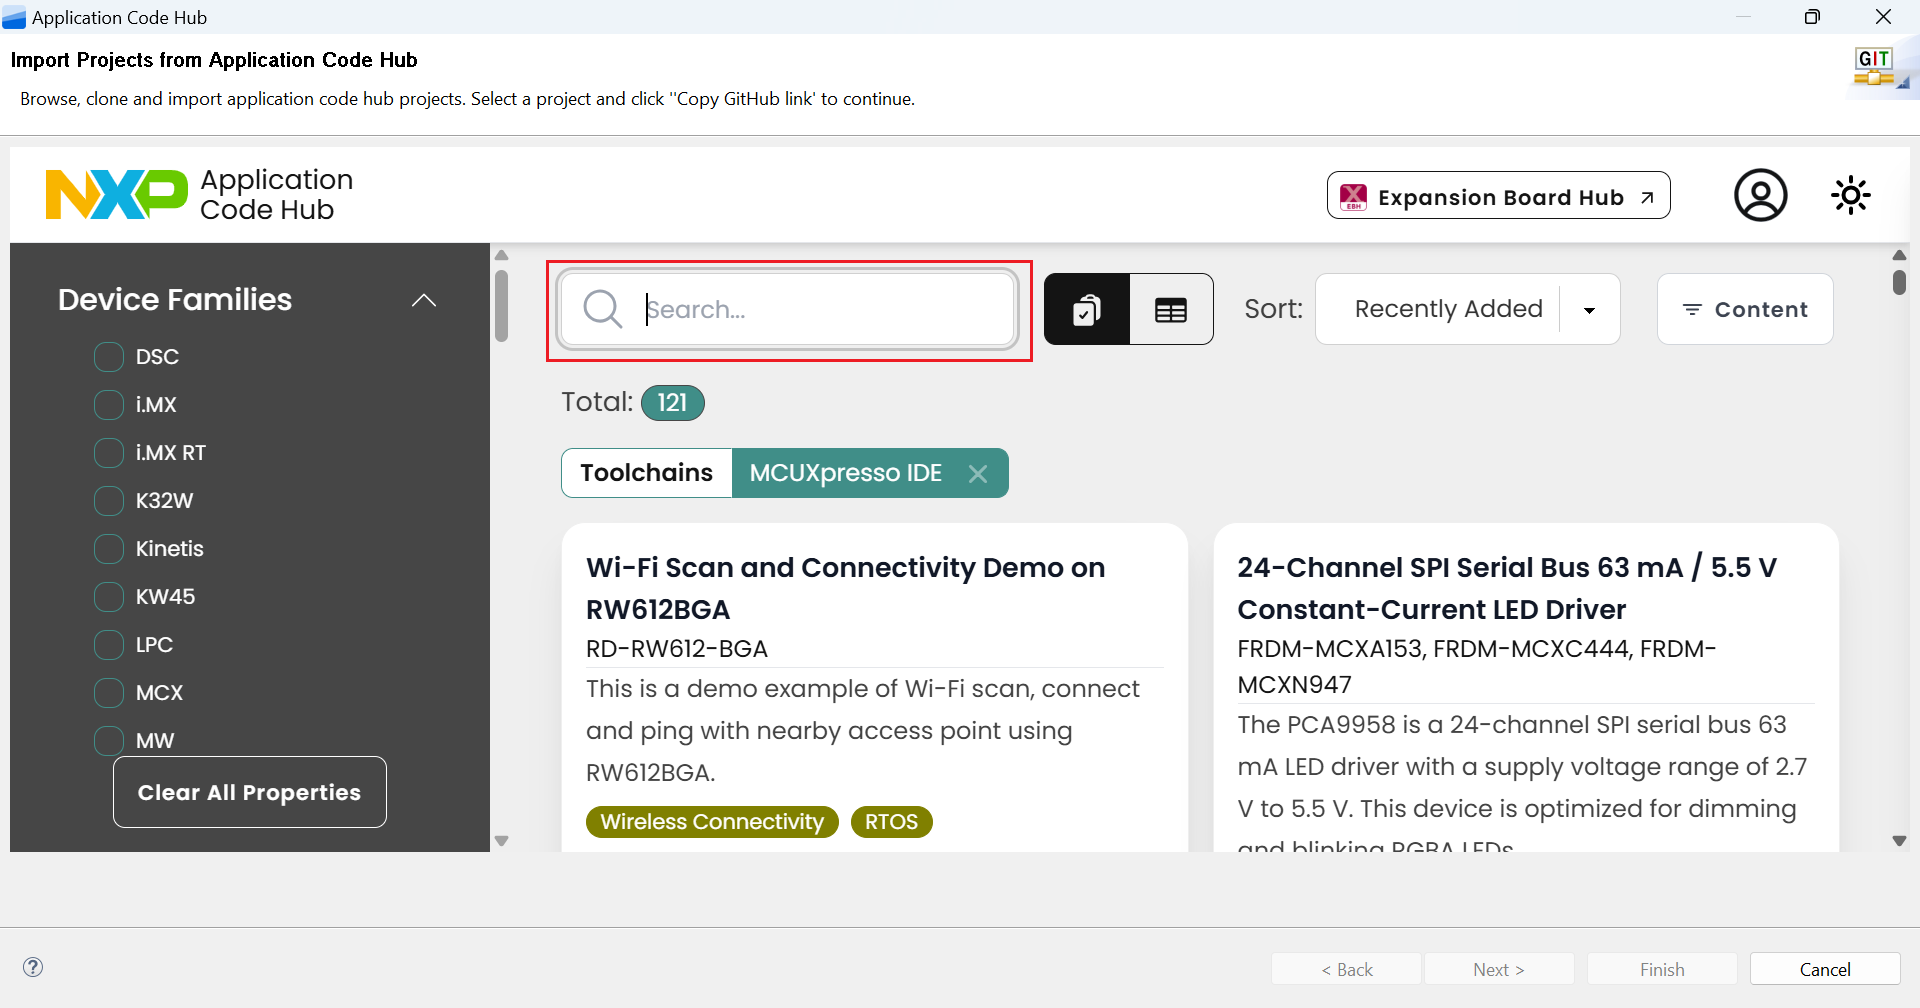 Application Code Hub
Import Projects from Application Code Hub
GIT
Browse, clone and import application code hub projects. Select a project and click "Copy GitHub link' to continue.
NXP
Application
Code Hub
EBH
Expansion Board Hub
Device Families
DSC
i.MX
i.MX RT
K32W
Kinetis
KW45
LPC
MCX
MW
Clear All Properties
Search...
Sort:
Recently Added
Content
Total: 121
Toolchains MCUXpresso IDE
Wi-Fi Scan and Connectivity Demo on
RW612BGA
RD-RW612-BGA
This is a demo example of Wi-Fi scan, connect
and ping with nearby access point using
RW612BGA.
Wireless Connectivity RTOS
24-Channel SPI Serial Bus 63 mA / 5.5 V
Constant-Current LED Driver
FRDM-MCXA153, FRDM-MCXC444, FRDM-
MCXN947
The PCA9958 is a 24-channel SPI serial bus 63
mA LED driver with a supply voltage range of 2.7
V to 5.5 V. This device is optimized for dimming
and blinking RGBA LEDs
?
< Back
Next >
Finish
Cancel